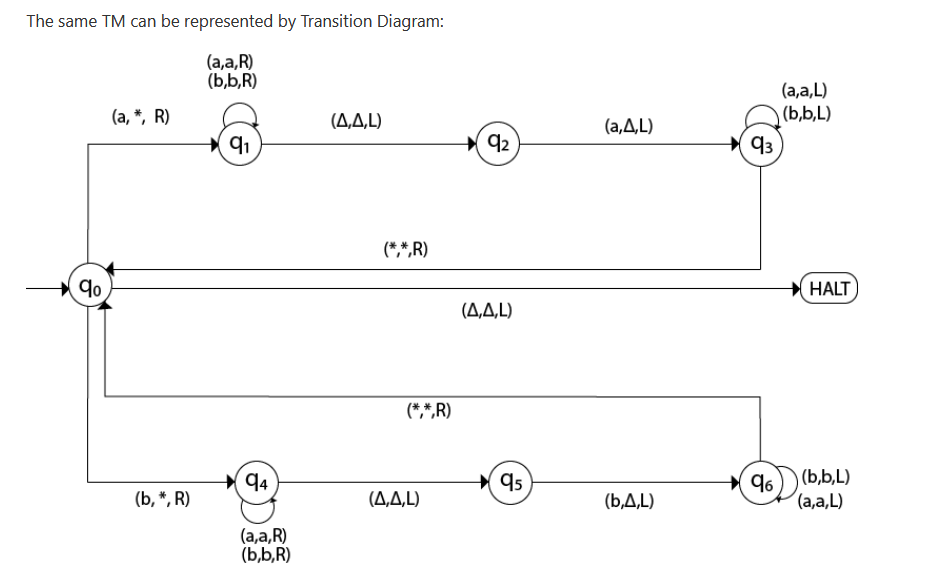 The same TM can be represented by Transition Diagram:
(a,a,R)
(b,b,R)
(a, *, R)
(Δ,Δ,L)
(a,Δ,L)
(a,a,L)
(b,b,L)
q1
q2
q3
(*,*,R)
q0
HALT
(Δ,Δ,L)
(*,*,R)
q4
q5
q6
(b,b,L)
(a,a,L)
(b, *, R)
(Δ,Δ,L)
(b,Δ,L)
(a,a,R)
(b,b,R)